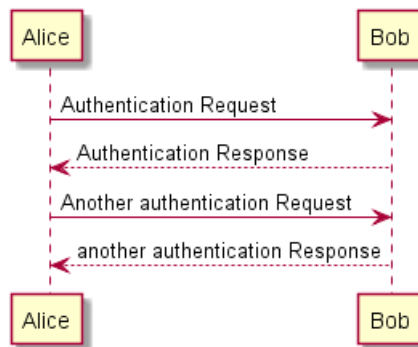 Alice
Bob
Authentication Request
Authentication Response
Another authentication Request
another authentication Response
Alice
Bob